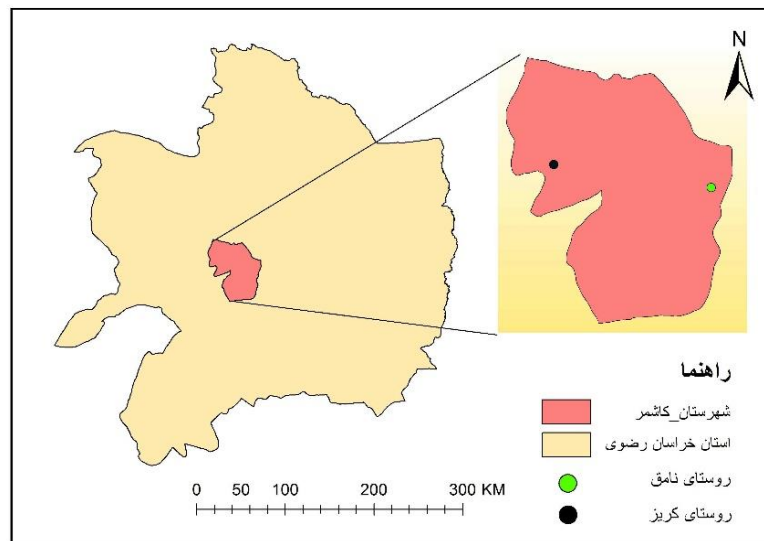 N
راهنما
شهرستان_کاشمر
استان خراسان رضوی
روستای نامق
روستای کریز
0 50 100 200 300 KM